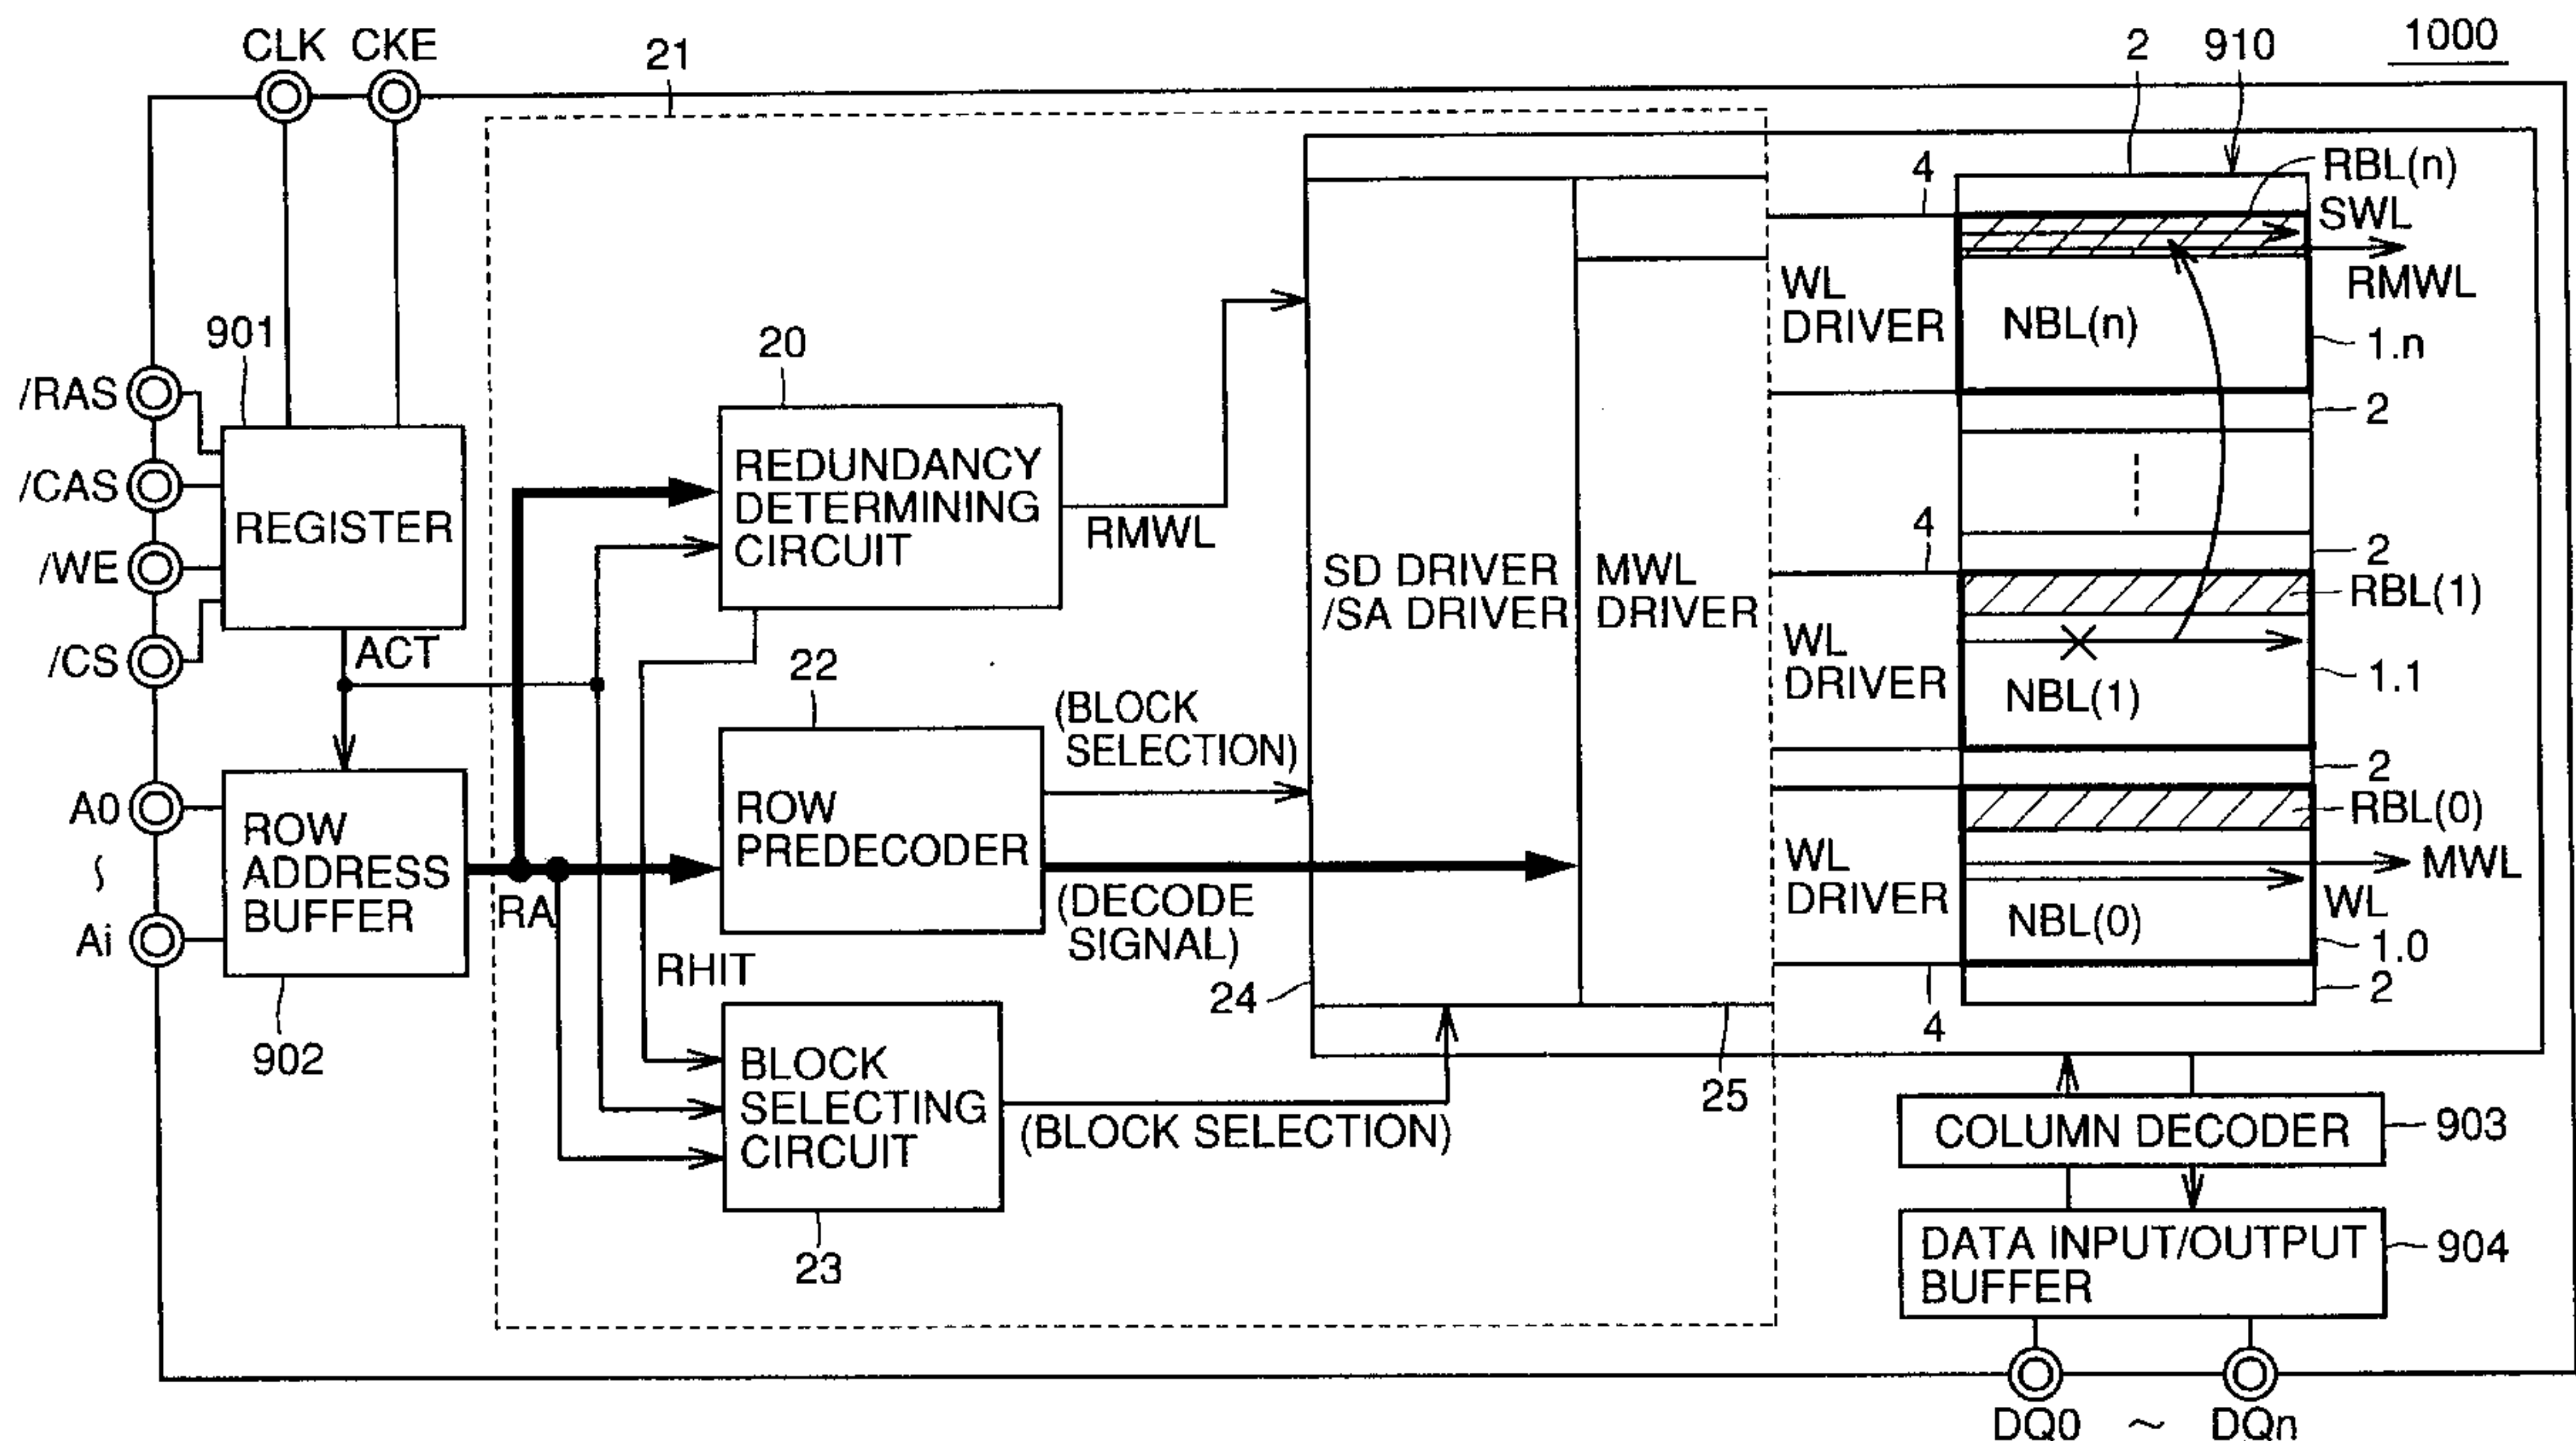 1000
CLK CKE
21
2
910
RBL(n)
4
SWL
RMWL
WL
DRIVER
NBL(n)
1.n
2
901
/RAS
/CAS
/WE
/CS
REGISTER
ACT
20
REDUNDANCY
DETERMINING
CIRCUIT
RMWL
SD DRIVER
/SA DRIVER
MWL
DRIVER
4
2
RBL(1)
WL
DRIVER
NBL(1)
1.1
2
22
(BLOCK
SELECTION)
ROW
PREDECODER
(DECODE
SIGNAL)
A0
~
Ai
ROW
ADDRESS
BUFFER
RA
902
RHIT
RBL(0)
WL
DRIVER
MWL
WL
NBL(0)
1.0
2
24
4
25
BLOCK
SELECTING
CIRCUIT
(BLOCK SELECTION)
23
COLUMN DECODER
903
DATA INPUT/OUTPUT
BUFFER
904
DQ0 ~ DQn